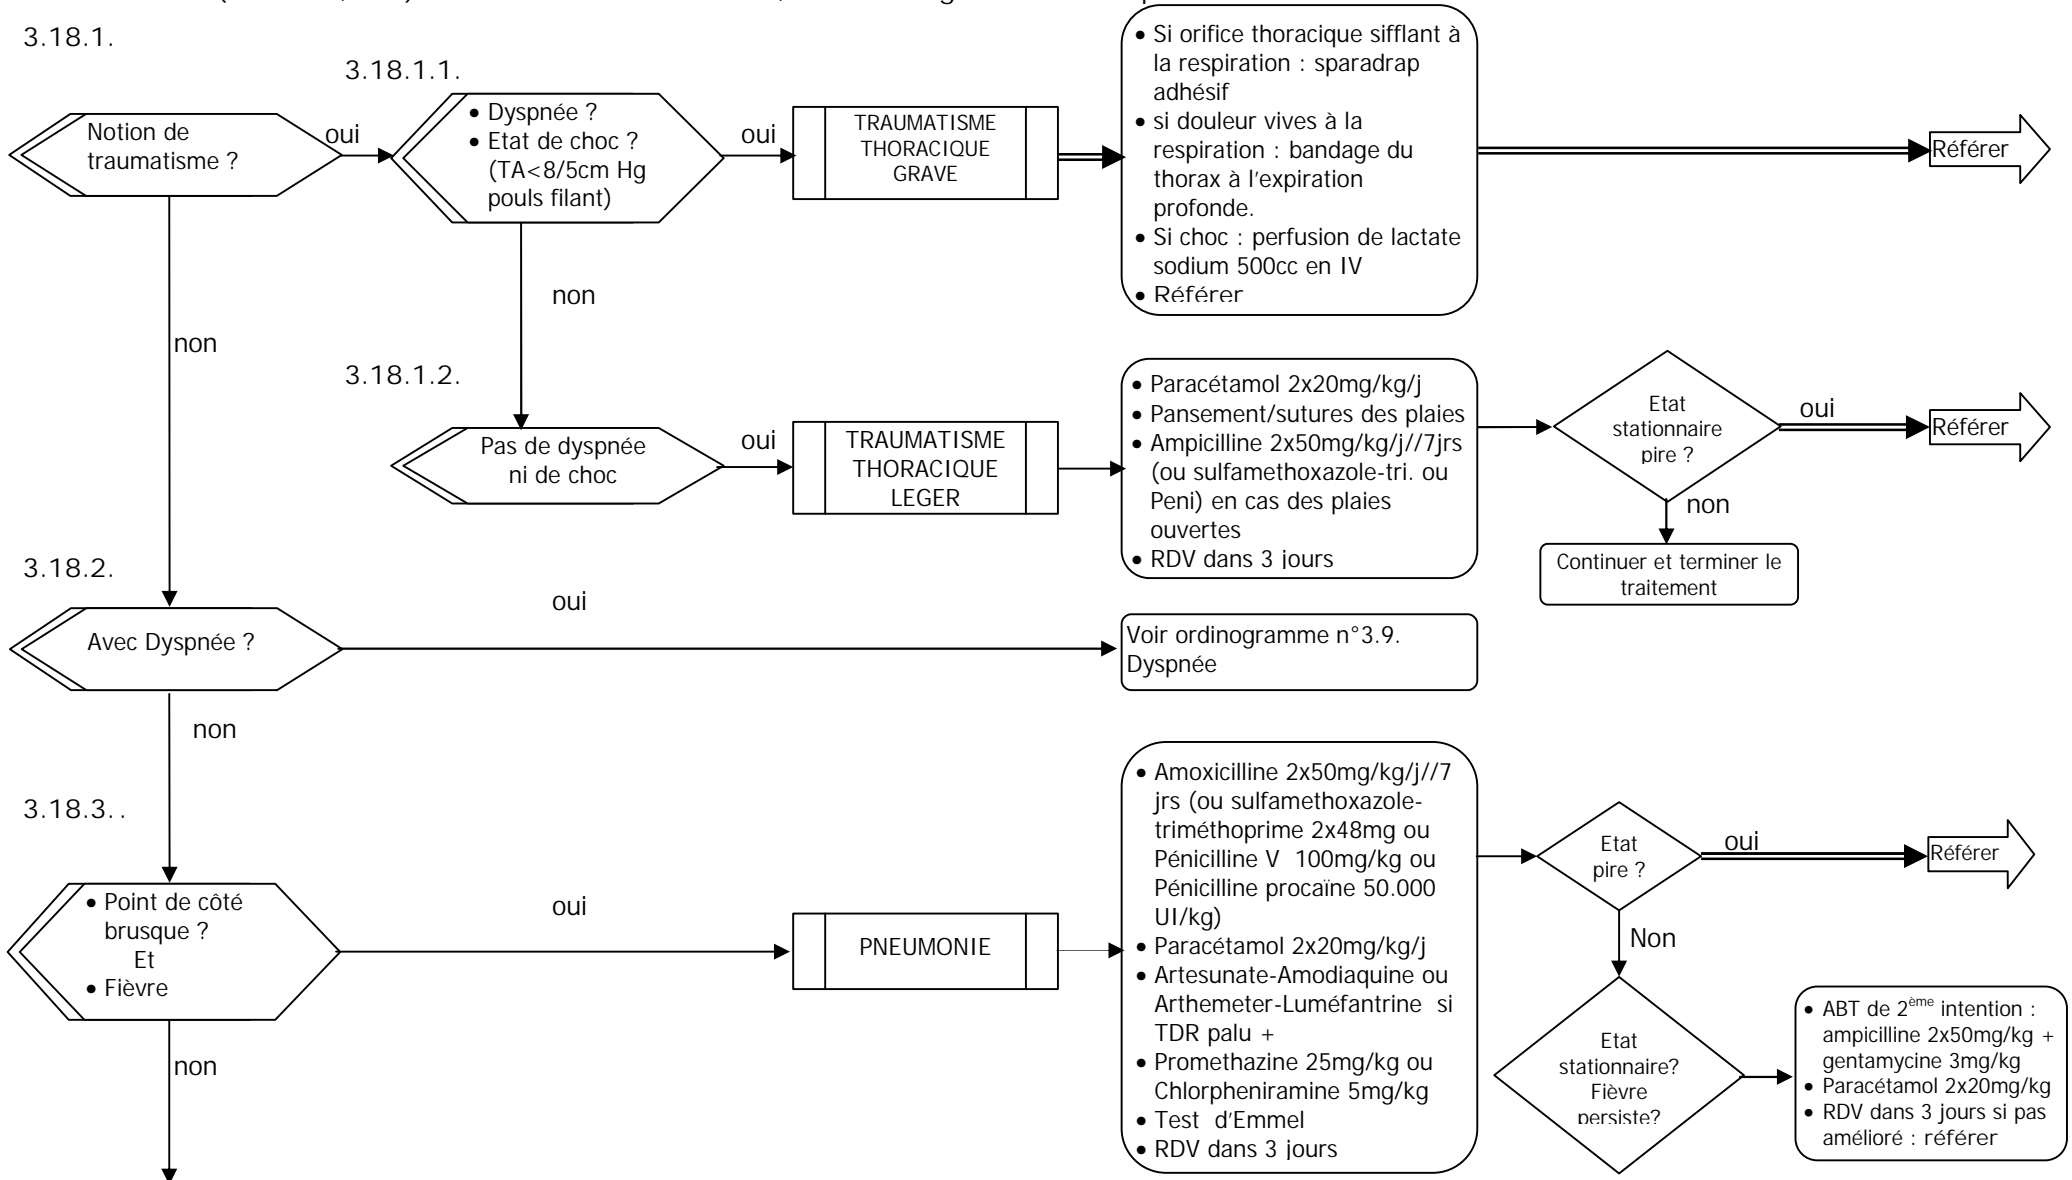 3.18.1.
3.18.1.1.
Notion de
traumatisme ?
oui
• Dyspnée ?
• Etat de choc ?
(TA<8/5cm Hg
pouls filant)
oui
TRAUMATISME
THORACIQUE
GRAVE
• Si orifice thoracique sifflant à
la respiration : sparadrap
adhésif
• si douleur vives à la
respiration : bandage du
thorax à l'expiration
profonde.
• Si choc : perfusion de lactate
sodium 500cc en IV
• Référer
Référer
non
non
3.18.1.2.
Pas de dyspnée
ni de choc
oui
TRAUMATISME
THORACIQUE
LEGER
• Paracétamol 2x20mg/kg/j
• Pansement/sutures des plaies
• Ampicilline 2x50mg/kg/j//7jrs
(ou sulfamethoxazole-tri. ou
Peni) en cas des plaies
ouvertes
• RDV dans 3 jours
Etat
stationnaire
pire ?
oui
Référer
non
Continuer et terminer le
traitement
3.18.2.
Avec Dyspnée ?
oui
Voir ordinogramme n°3.9.
Dyspnée
non
3.18.3. .
• Point de côté
brusque ?
Et
• Fièvre
oui
PNEUMONIE
• Amoxicilline 2x50mg/kg/j//7
jrs (ou sulfamethoxazole-
triméthoprime 2x48mg ou
Pénicilline V 100mg/kg ou
Pénicilline procaïne 50.000
UI/kg)
• Paracétamol 2x20mg/kg/j
• Artesunate-Amodiaquine ou
Arthemeter-Luméfantrine si
TDR palu +
• Promethazine 25mg/kg ou
Chlorpheniramine 5mg/kg
• Test d'Emmel
• RDV dans 3 jours
Etat
pire ?
oui
Référer
Non
Etat
stationnaire?
Fièvre
persiste?
• ABT de 2ème intention :
ampicilline 2x50mg/kg +
gentamycine 3mg/kg
• Paracétamol 2x20mg/kg
• RDV dans 3 jours si pas
amélioré : référer
non